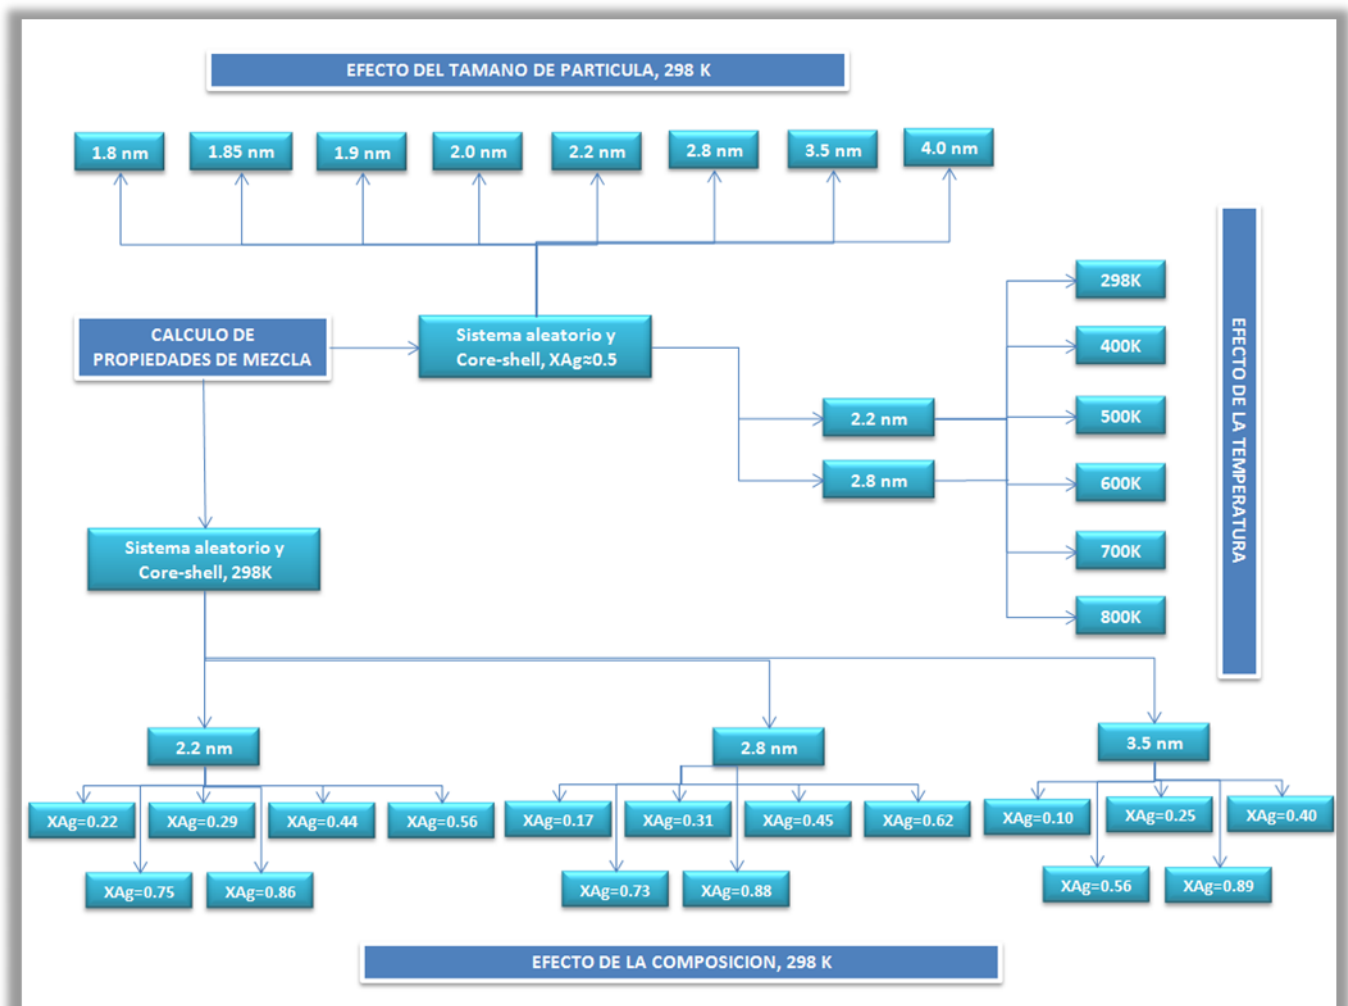 EFECTO DEL TAMANO DE PARTICULA, 298 K
1.8 nm
1.85 nm
1.9 nm
2.0 nm
2.2 nm
2.8 nm
3.5 nm
4.0 nm
EFECTO DE LA TEMPERATURA
298K
400K
500K
600K
700K
800K
CALCULO DE
PROPIEDADES DE MEZCLA
Sistema aleatorio y
Core-shell, XAg≈0.5
2.2 nm
2.8 nm
Sistema aleatorio y
Core-shell, 298K
2.2 nm
2.8 nm
3.5 nm
XAg=0.22
XAg=0.29
XAg=0.44
XAg=0.56
XAg=0.75
XAg=0.86
XAg=0.17
XAg=0.31
XAg=0.45
XAg=0.62
XAg=0.73
XAg=0.88
XAg=0.10
XAg=0.25
XAg=0.40
XAg=0.56
XAg=0.89
EFECTO DE LA COMPOSICION, 298 K